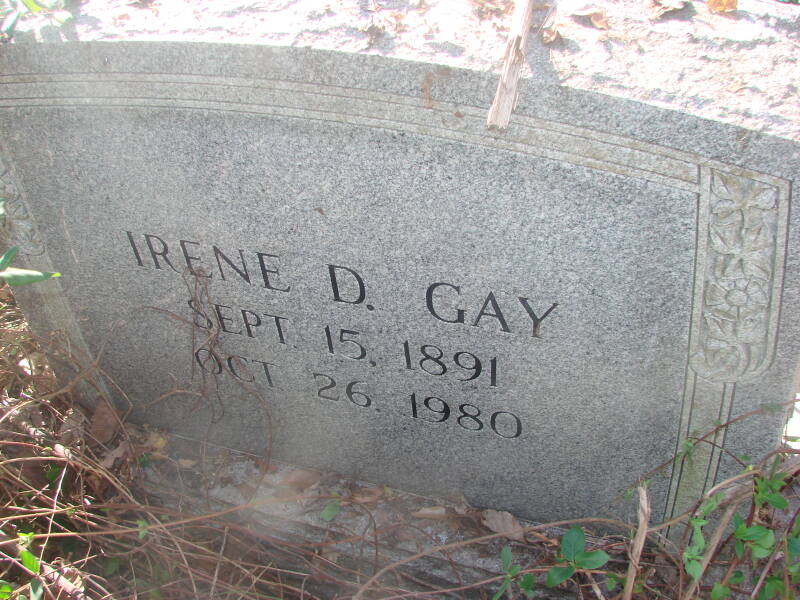 IRENE D. GAY
SEPT. 15, 1891
OCT 26, 1980